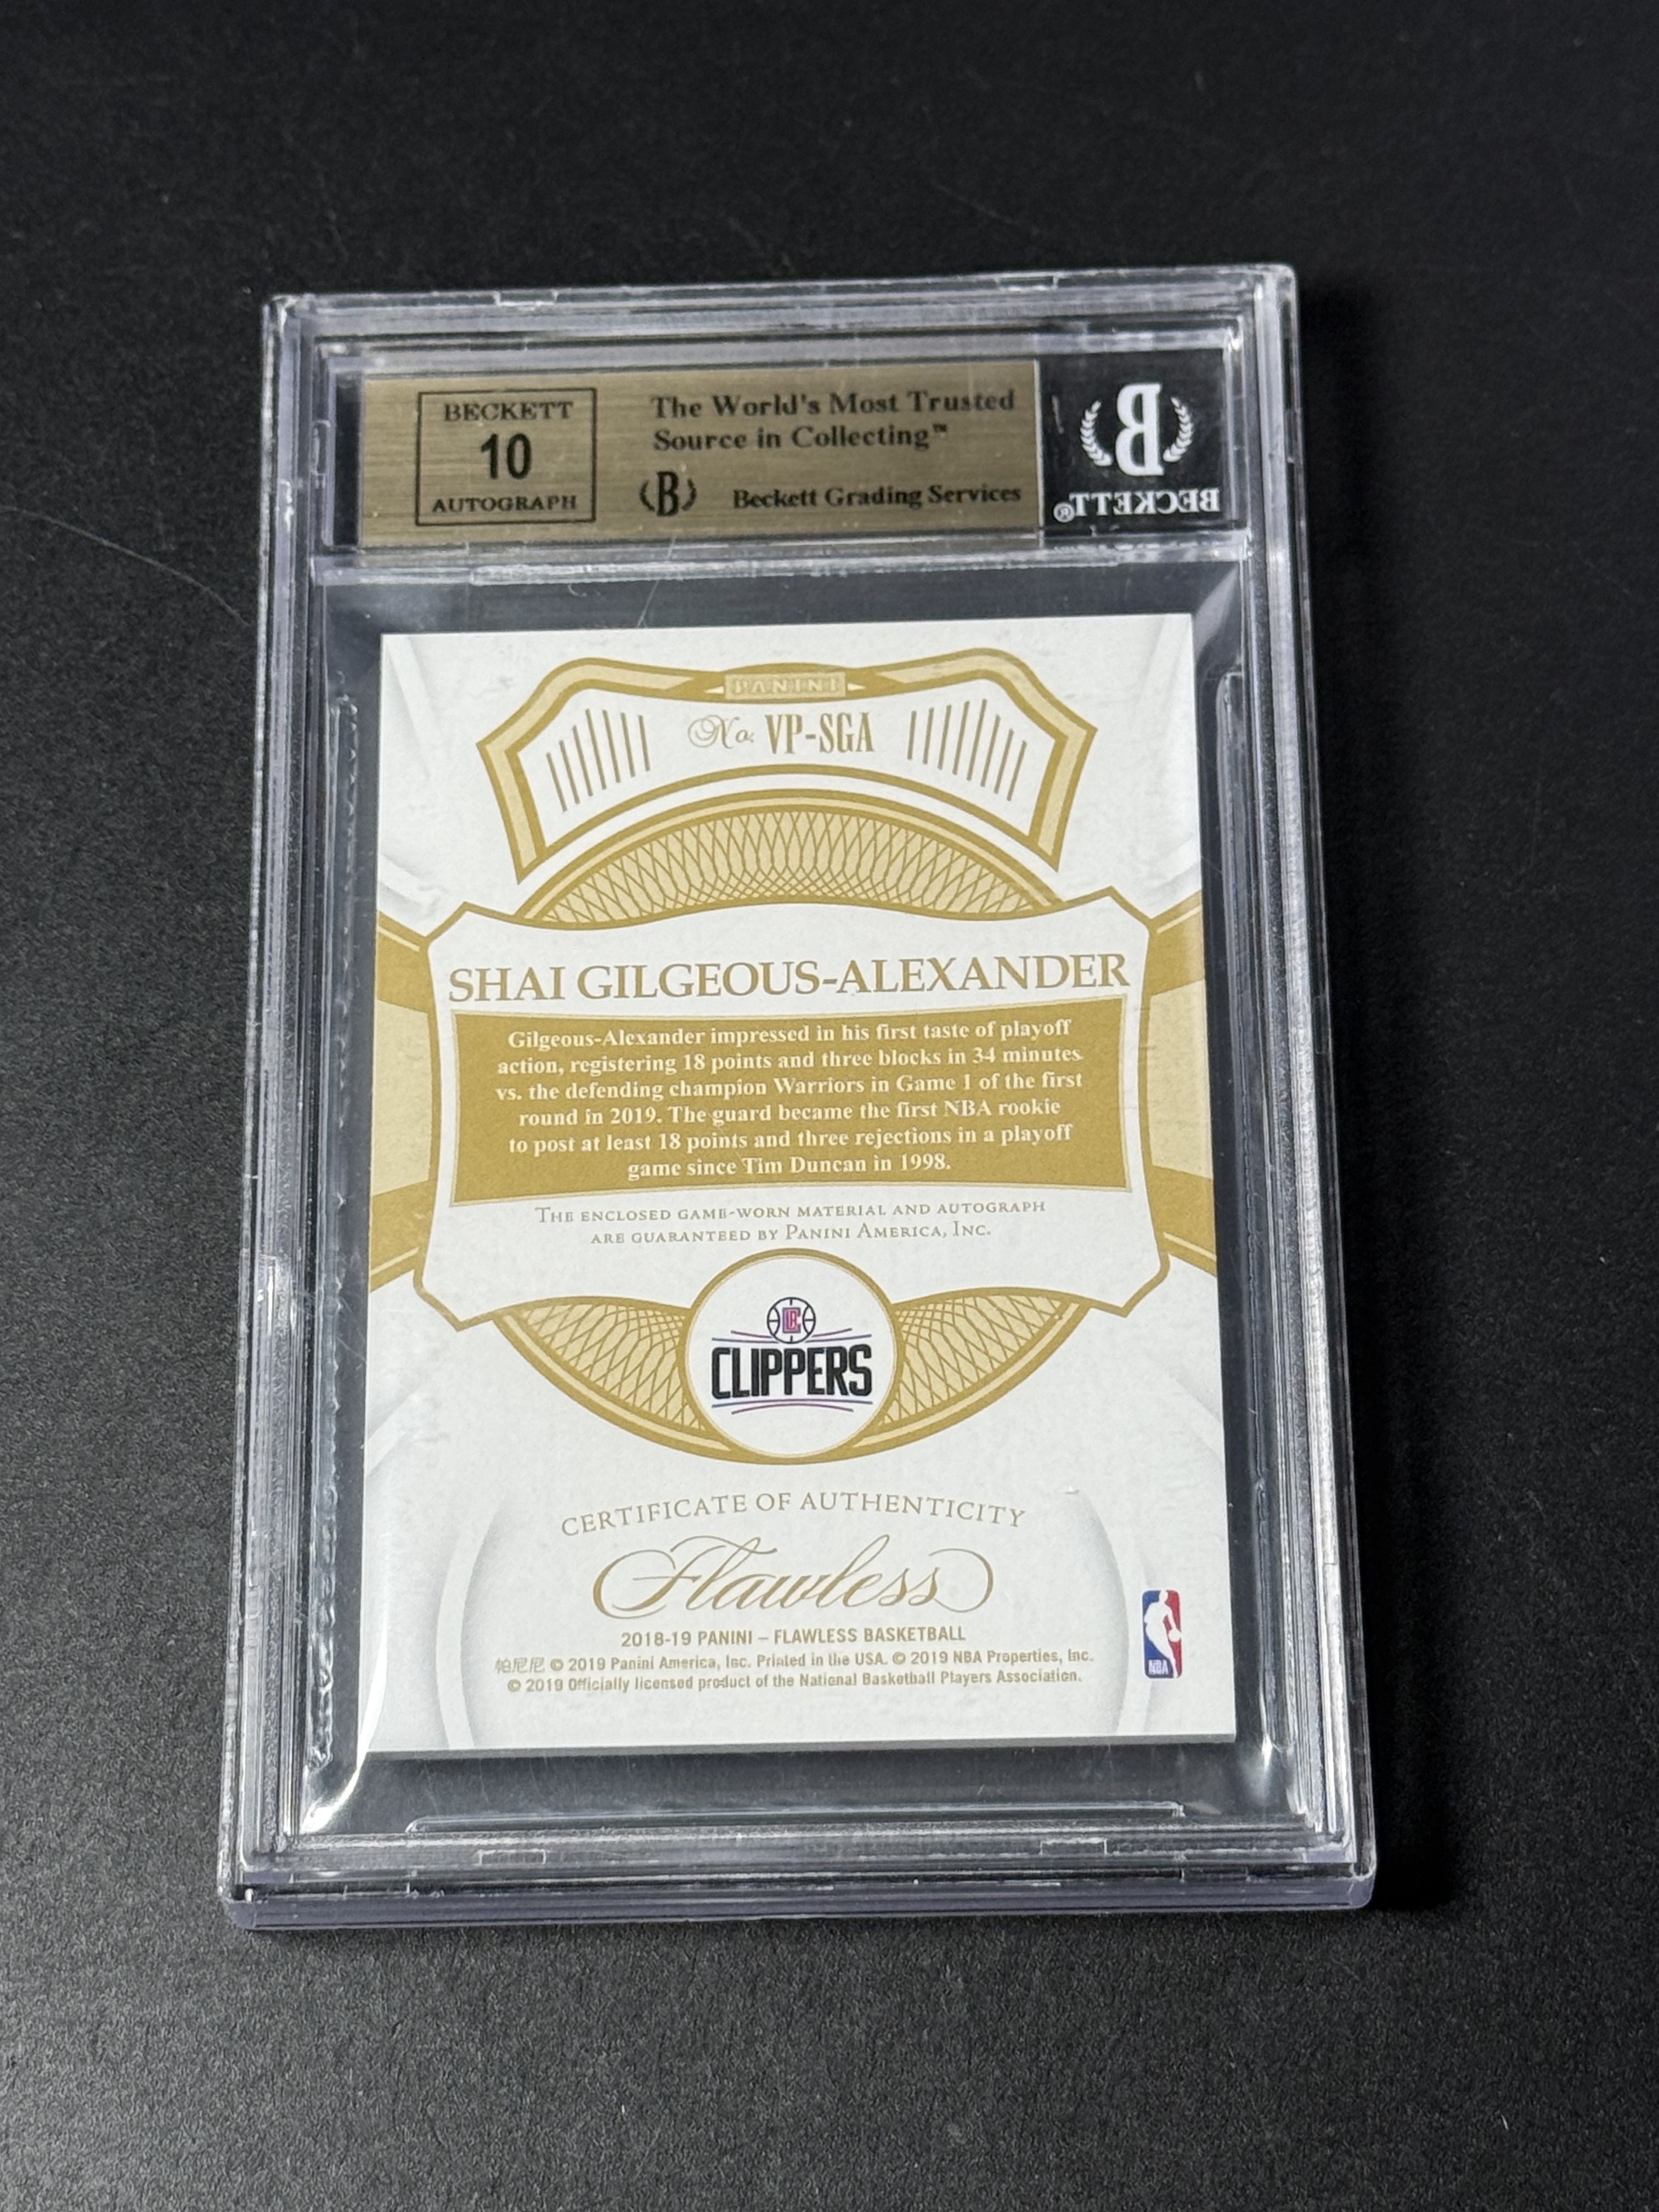 BECKETT
10
AUTOGRAPH
The World's Most Trusted
Source in Collecting™
B
Beckett Grading Services
B
BECKETT®
PANINI
No. VP-SGA
SHAI GILGEOUS-ALEXANDER
Gilgeous-Alexander impressed in his first taste of playoff
action, registering 18 points and three blocks in 34 minutes
vs. the defending champion Warriors in Game 1 of the first
round in 2019. The guard became the first NBA rookie
to post at least 18 points and three rejections in a playoff
game since Tim Duncan in 1998.
THE ENCLOSED GAME-WORN MATERIAL AND AUTOGRAPH
ARE GUARANTEED BY PANINI AMERICA, INC.
CLIPPERS
CERTIFICATE OF AUTHENTICITY
Flawless
2018-19 PANINI – FLAWLESS BASKETBALL
帕尼尼 © 2019 Panini America, Inc. Printed in the USA. © 2019 NBA Properties, Inc.
© 2019 Officially licensed product of the National Basketball Players Association.
NBA